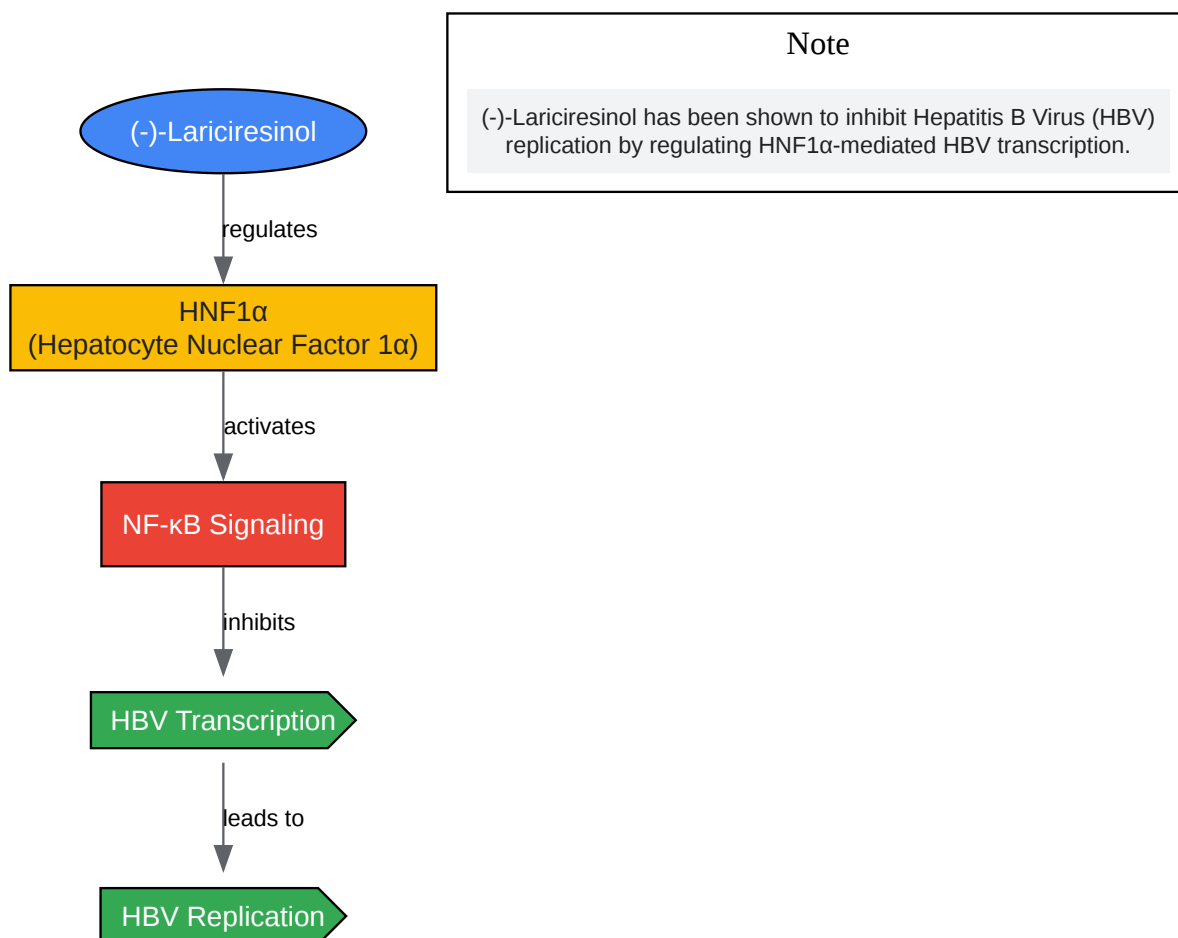 (-)-Lariciresinol
regulates
HNF1α
(Hepatocyte Nuclear Factor 1α)
activates
NF-κB Signaling
inhibits
HBV Transcription
leads to
HBV Replication
Note
(-)-Lariciresinol has been shown to inhibit Hepatitis B Virus (HBV)
replication by regulating HNF1α-mediated HBV transcription.